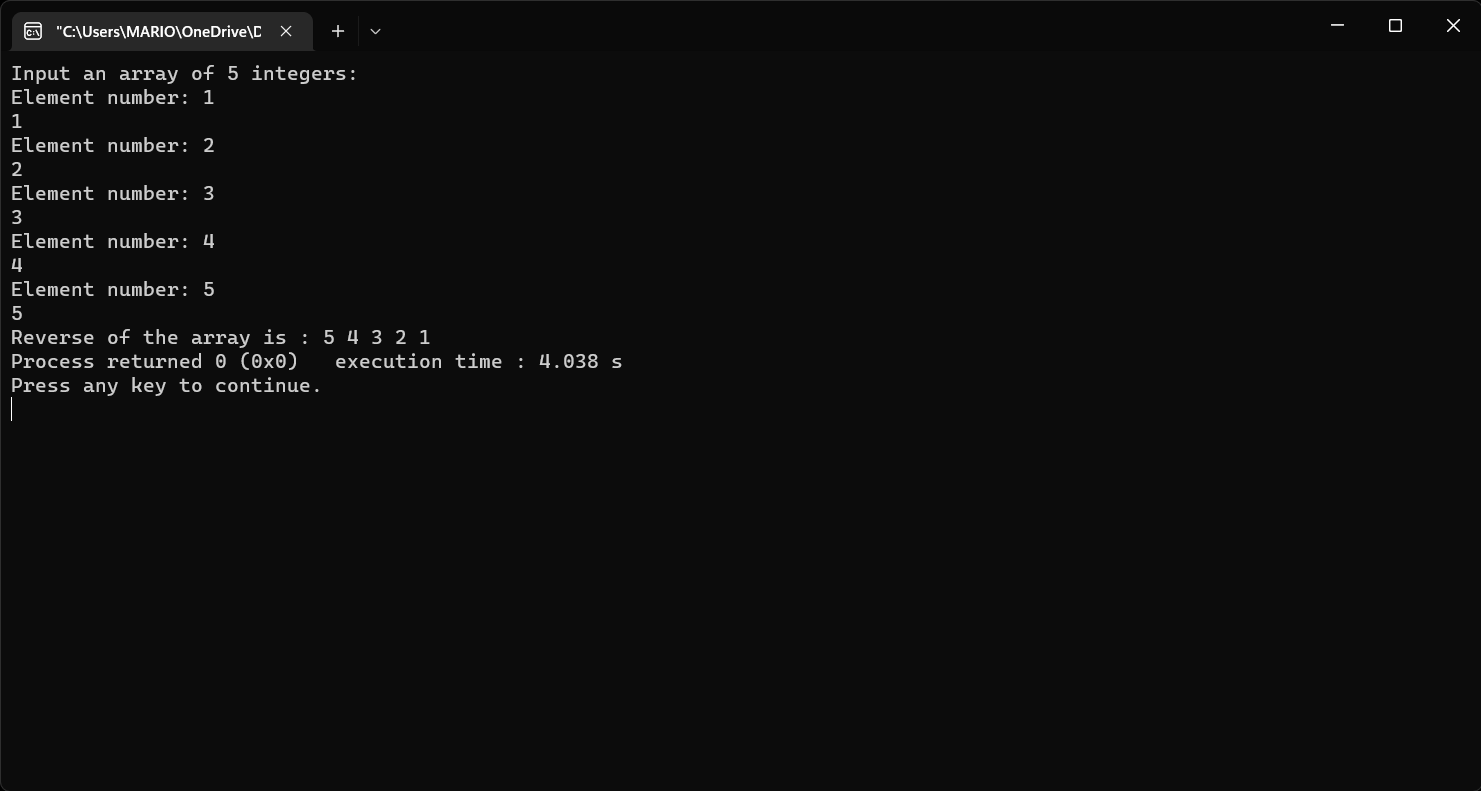 "C:\Users\MARIO\OneDrive\D
Input an array of 5 integers:
Element number: 1
1
Element number: 2
2
Element number: 3
3
Element number: 4
4
Element number: 5
5
Reverse of the array is : 5 4 3 2 1
Process returned 0 (0x0)   execution time : 4.038 s
Press any key to continue.